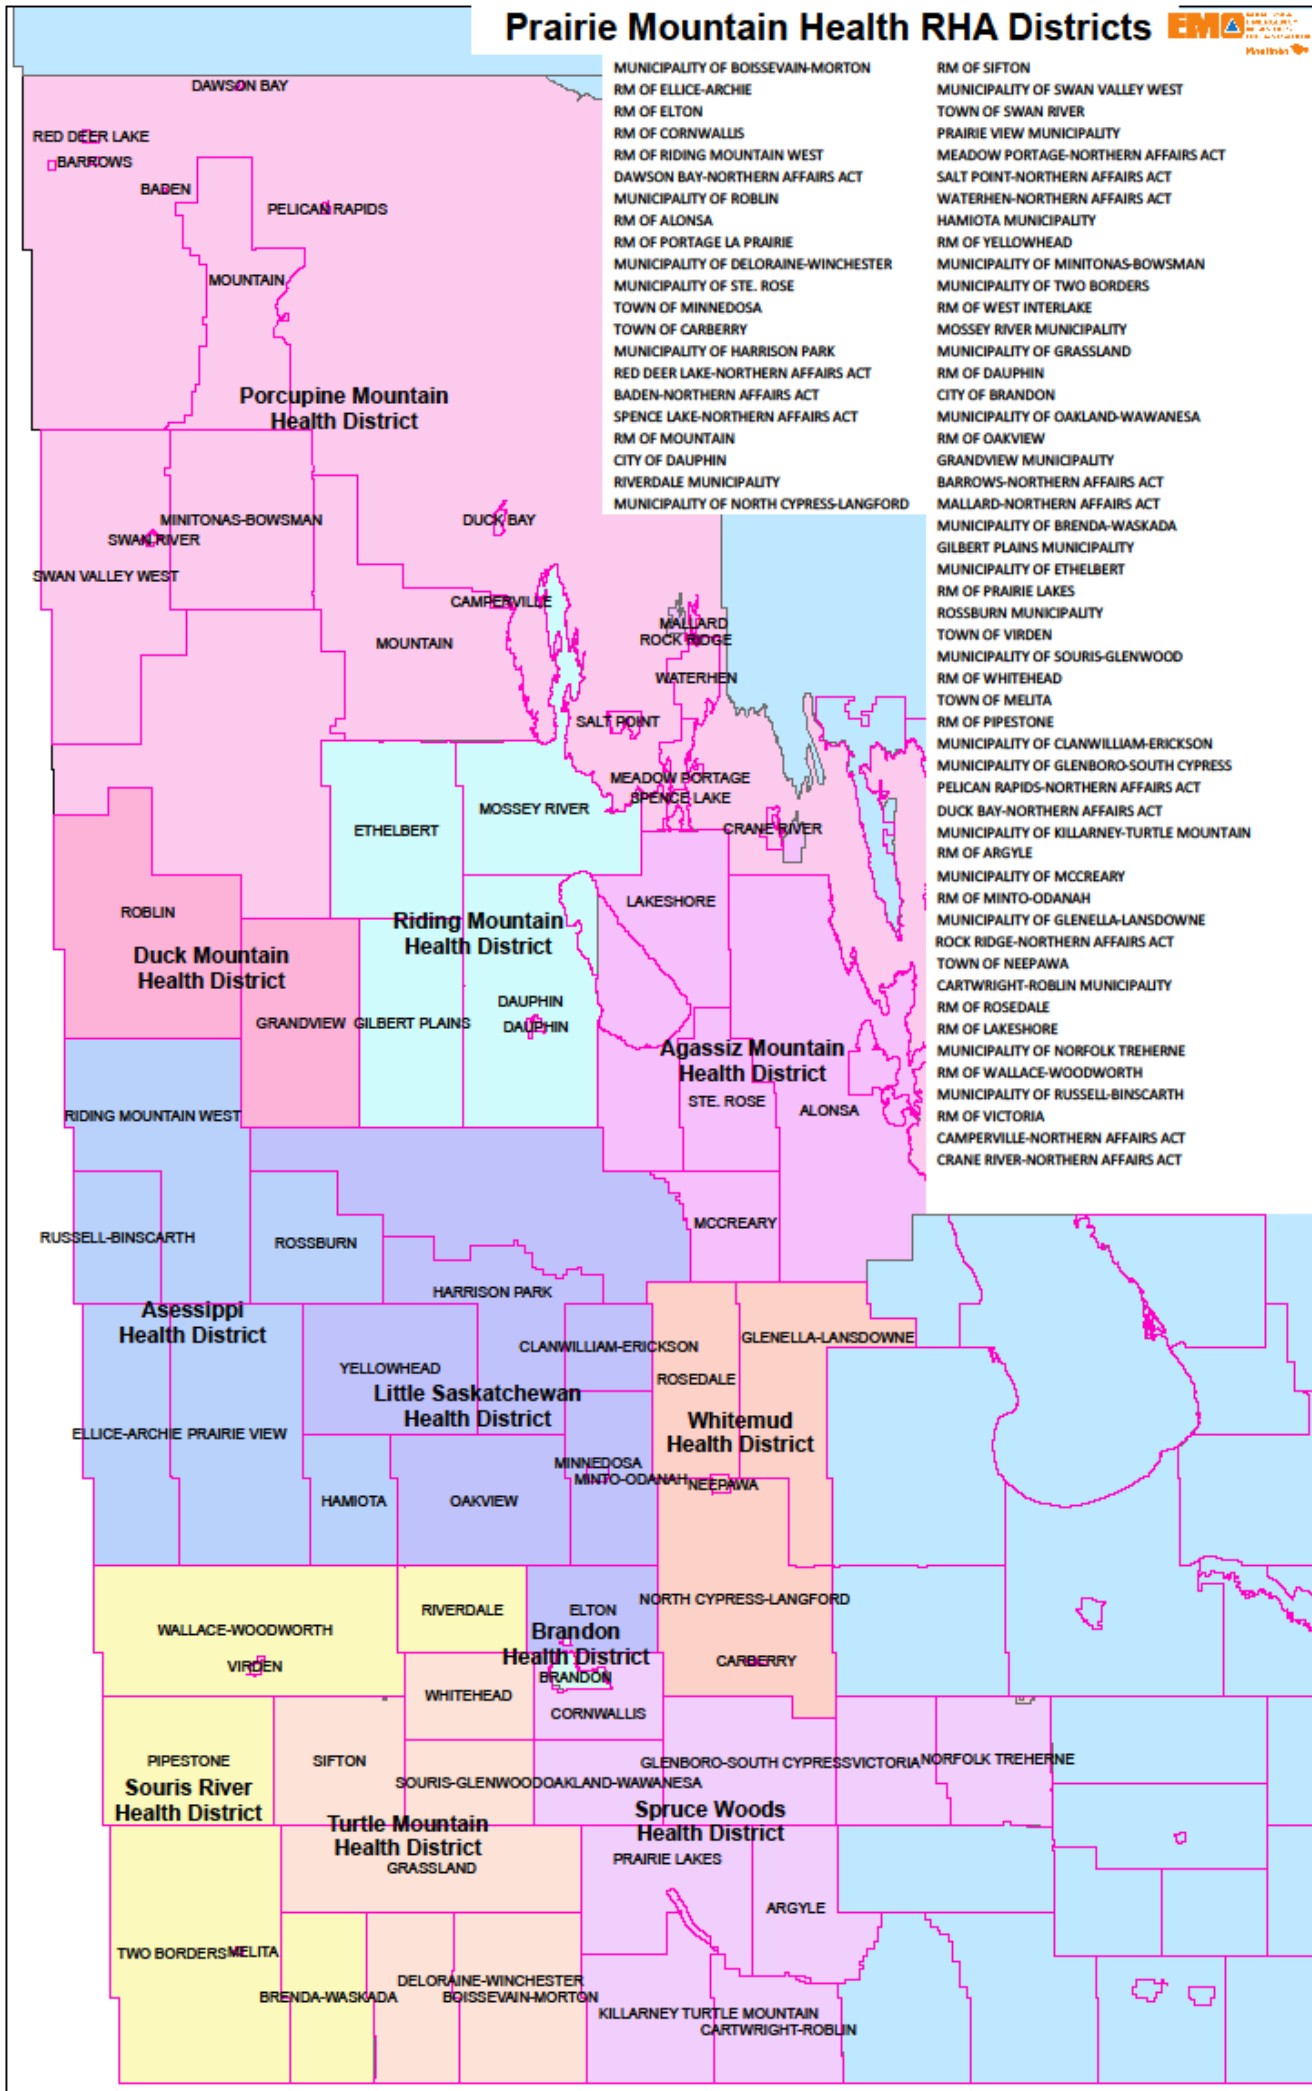 Prairie Mountain Health RHA Districts
EMO
Manitoba
MUNICIPALITY OF BOISSEVAIN-MORTON
RM OF ELLICE-ARCHIE
RM OF ELTON
RM OF CORNWALLIS
RM OF RIDING MOUNTAIN WEST
DAWSON BAY-NORTHERN AFFAIRS ACT
MUNICIPALITY OF ROBLIN
RM OF ALONSA
RM OF PORTAGE LA PRAIRIE
MUNICIPALITY OF DELORAINE-WINCHESTER
MUNICIPALITY OF STE. ROSE
TOWN OF MINNEDOSA
TOWN OF CARBERRY
MUNICIPALITY OF HARRISON PARK
RED DEER LAKE-NORTHERN AFFAIRS ACT
BADEN-NORTHERN AFFAIRS ACT
SPENCE LAKE-NORTHERN AFFAIRS ACT
RM OF MOUNTAIN
CITY OF DAUPHIN
RIVERDALE MUNICIPALITY
MUNICIPALITY OF NORTH CYPRESS-LANGFORD
RM OF SIFTON
MUNICIPALITY OF SWAN VALLEY WEST
TOWN OF SWAN RIVER
PRAIRIE VIEW MUNICIPALITY
MEADOW PORTAGE-NORTHERN AFFAIRS ACT
SALT POINT-NORTHERN AFFAIRS ACT
WATERHEN-NORTHERN AFFAIRS ACT
HAMIOTA MUNICIPALITY
RM OF YELLOWHEAD
MUNICIPALITY OF MINITONAS-BOWSMAN
MUNICIPALITY OF TWO BORDERS
RM OF WEST INTERLAKE
MOSSEY RIVER MUNICIPALITY
MUNICIPALITY OF GRASSLAND
RM OF DAUPHIN
CITY OF BRANDON
MUNICIPALITY OF OAKLAND-WAWANESA
RM OF OAKVIEW
GRANDVIEW MUNICIPALITY
BARROWS-NORTHERN AFFAIRS ACT
MALLARD-NORTHERN AFFAIRS ACT
MUNICIPALITY OF BRENDA-WASKADA
GILBERT PLAINS MUNICIPALITY
MUNICIPALITY OF ETHELBERT
RM OF PRAIRIE LAKES
ROSSBURN MUNICIPALITY
TOWN OF VIRDEN
MUNICIPALITY OF SOURIS-GLENWOOD
RM OF WHITEHEAD
TOWN OF MELITA
RM OF PIPESTONE
MUNICIPALITY OF CLANWILLIAM-ERICKSON
MUNICIPALITY OF GLENBORO-SOUTH CYPRESS
PELICAN RAPIDS-NORTHERN AFFAIRS ACT
DUCK BAY-NORTHERN AFFAIRS ACT
MUNICIPALITY OF KILLARNEY-TURTLE MOUNTAIN
RM OF ARGYLE
MUNICIPALITY OF MCCREARY
RM OF MINTO-ODANAH
MUNICIPALITY OF GLENELLA-LANSDOWNE
ROCK RIDGE-NORTHERN AFFAIRS ACT
TOWN OF NEEPAWA
CARTWRIGHT-ROBLIN MUNICIPALITY
RM OF ROSEDALE
RM OF LAKESHORE
MUNICIPALITY OF NORFOLK TREHERNE
RM OF WALLACE-WOODWORTH
MUNICIPALITY OF RUSSELL-BINSCARTH
RM OF VICTORIA
CAMPERVILLE-NORTHERN AFFAIRS ACT
CRANE RIVER-NORTHERN AFFAIRS ACT
DAWSON BAY
RED DEER LAKE
BARROWS
BADEN
PELICAN RAPIDS
MOUNTAIN
Porcupine Mountain
Health District
MINITONAS-BOWSMAN
DUCK BAY
SWAN RIVER
SWAN VALLEY WEST
CAMPERVILLE
MALLARD
ROCK RIDGE
MOUNTAIN
WATERHEN
SALT POINT
MEADOW PORTAGE
SPENCE LAKE
MOSSEY RIVER
ETHELBERT
CRANE RIVER
LAKESHORE
ROBLIN
Riding Mountain
Health District
Duck Mountain
Health District
DAUPHIN
GRANDVIEW
GILBERT PLAINS
DAUPHIN
Agassiz Mountain
Health District
STE. ROSE
ALONSA
RIDING MOUNTAIN WEST
MCCREARY
RUSSELL-BINSCARTH
ROSSBURN
HARRISON PARK
Asessippi
Health District
GLENELLA-LANSDOWNE
CLANWILLIAM-ERICKSON
YELLOWHEAD
ROSEDALE
Little Saskatchewan
Health District
Whitemud
Health District
ELLICE-ARCHIE
PRAIRIE VIEW
MINNEDOSA
MINTO-ODANAH
NEEPAWA
HAMIOTA
OAKVIEW
NORTH CYPRESS-LANGFORD
RIVERDALE
ELTON
WALLACE-WOODWORTH
Brandon
Health District
VIRDEN
CARBERRY
BRANDON
WHITEHEAD
CORNWALLIS
PIPESTONE
SIFTON
GLENBORO-SOUTH CYPRESS
VICTORIA
NORFOLK TREHERNE
SOURIS-GLENWOOD
OAKLAND-WAWANESA
Souris River
Health District
Spruce Woods
Health District
Turtle Mountain
Health District
PRAIRIE LAKES
GRASSLAND
ARGYLE
TWO BORDERS
MELITA
DELORAINE-WINCHESTER
BRENDA-WASKADA
BOISSEVAIN-MORTON
KILLARNEY TURTLE MOUNTAIN
CARTWRIGHT-ROBLIN